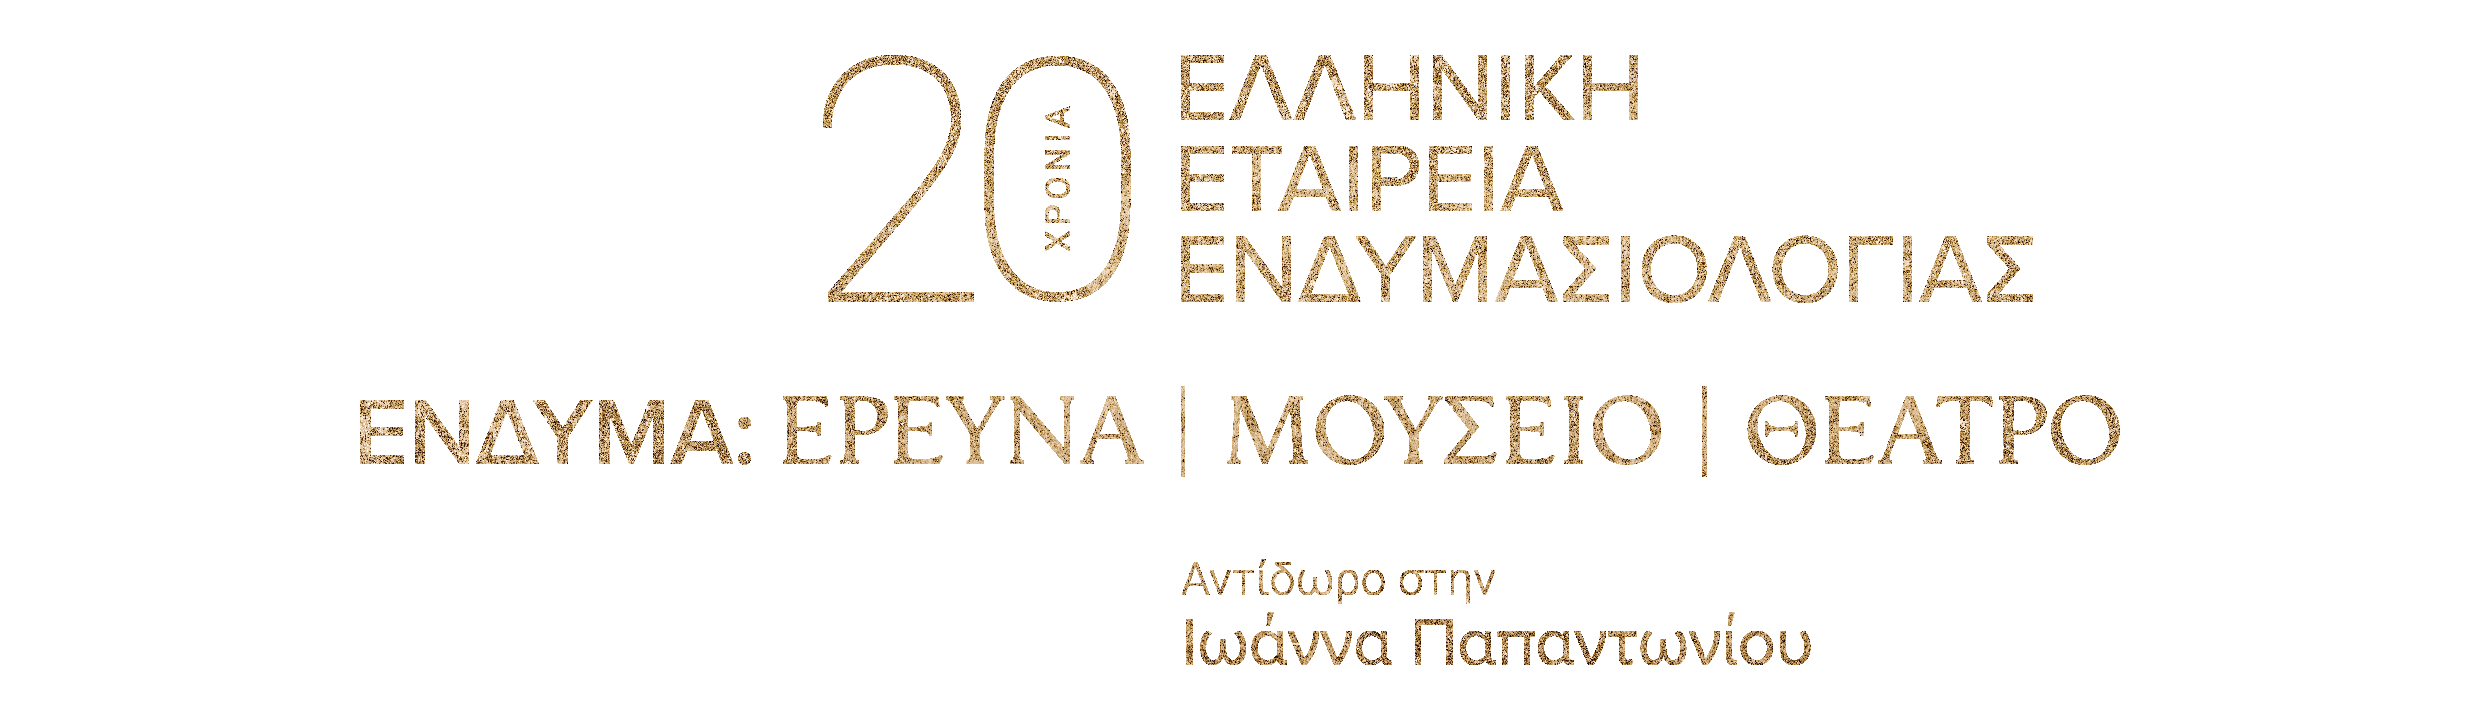 20 ΧΡΟΝΙΑ
ΕΛΛΗΝΙΚΗ
ΕΤΑΙΡΕΙΑ
ΕΝΔΥΜΑΣΙΟΛΟΓΙΑΣ
ΕΝΔΥΜΑ: ΕΡΕΥΝΑ | ΜΟΥΣΕΙΟ | ΘΕΑΤΡΟ
Αντίδωρο στην
Ιωάννα Παπαντωνίου